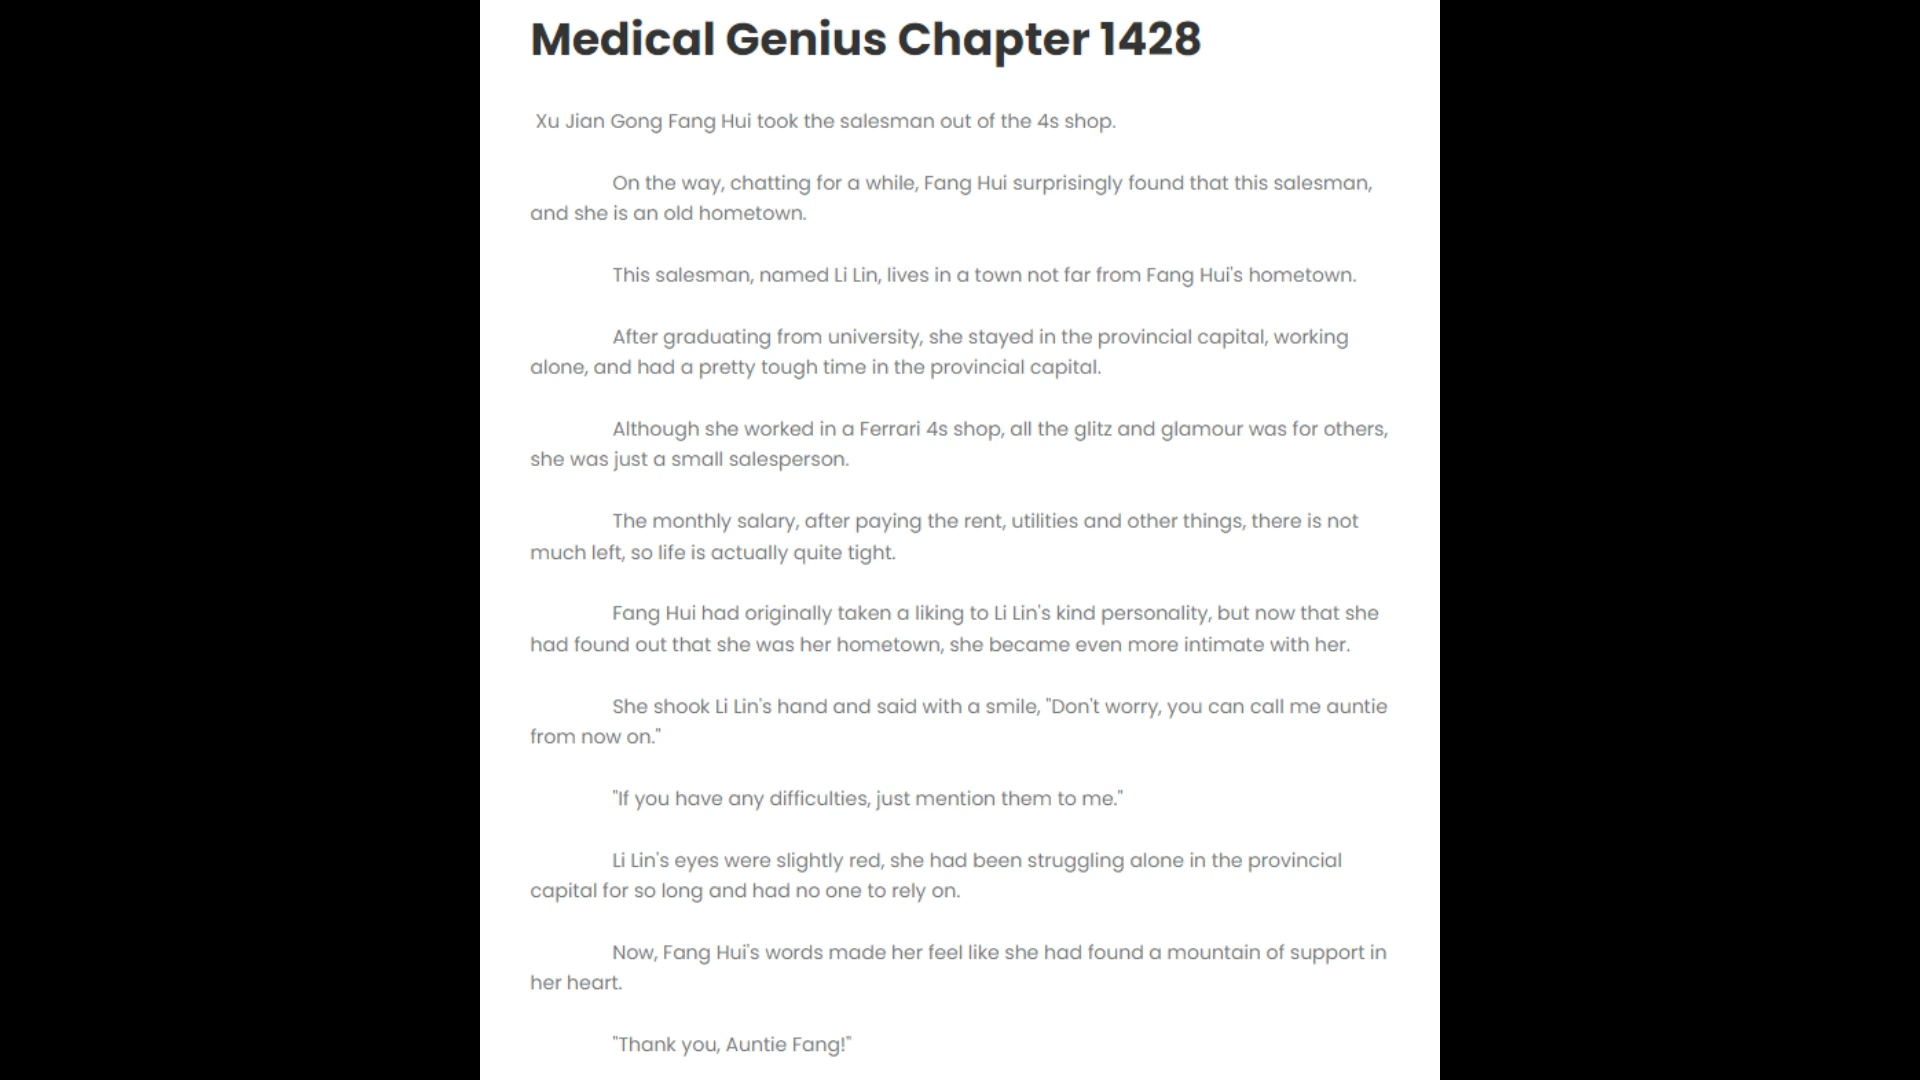 Medical Genius Chapter 1428
Xu Jian Gong Fang Hui took the salesman out of the 4s shop.
On the way, chatting for a while, Fang Hui surprisingly found that this salesman,
and she is an old hometown.
This salesman, named Li Lin, lives in a town not far from Fang Hui's hometown.
After graduating from university, she stayed in the provincial capital, working
alone, and had a pretty tough time in the provincial capital.
Although she worked in a Ferrari 4s shop, all the glitz and glamour was for others,
she was just a small salesperson.
The monthly salary, after paying the rent, utilities and other things, there is not
much left, so life is actually quite tight.
Fang Hui had originally taken a liking to Li Lin's kind personality, but now that she
had found out that she was her hometown, she became even more intimate with her.
She shook Li Lin's hand and said with a smile, "Don't worry, you can call me auntie
from now on."
"If you have any difficulties, just mention them to me."
Li Lin's eyes were slightly red, she had been struggling alone in the provincial
capital for so long and had no one to rely on.
Now, Fang Hui's words made her feel like she had found a mountain of support in
her heart.
"Thank you, Auntie Fang!"